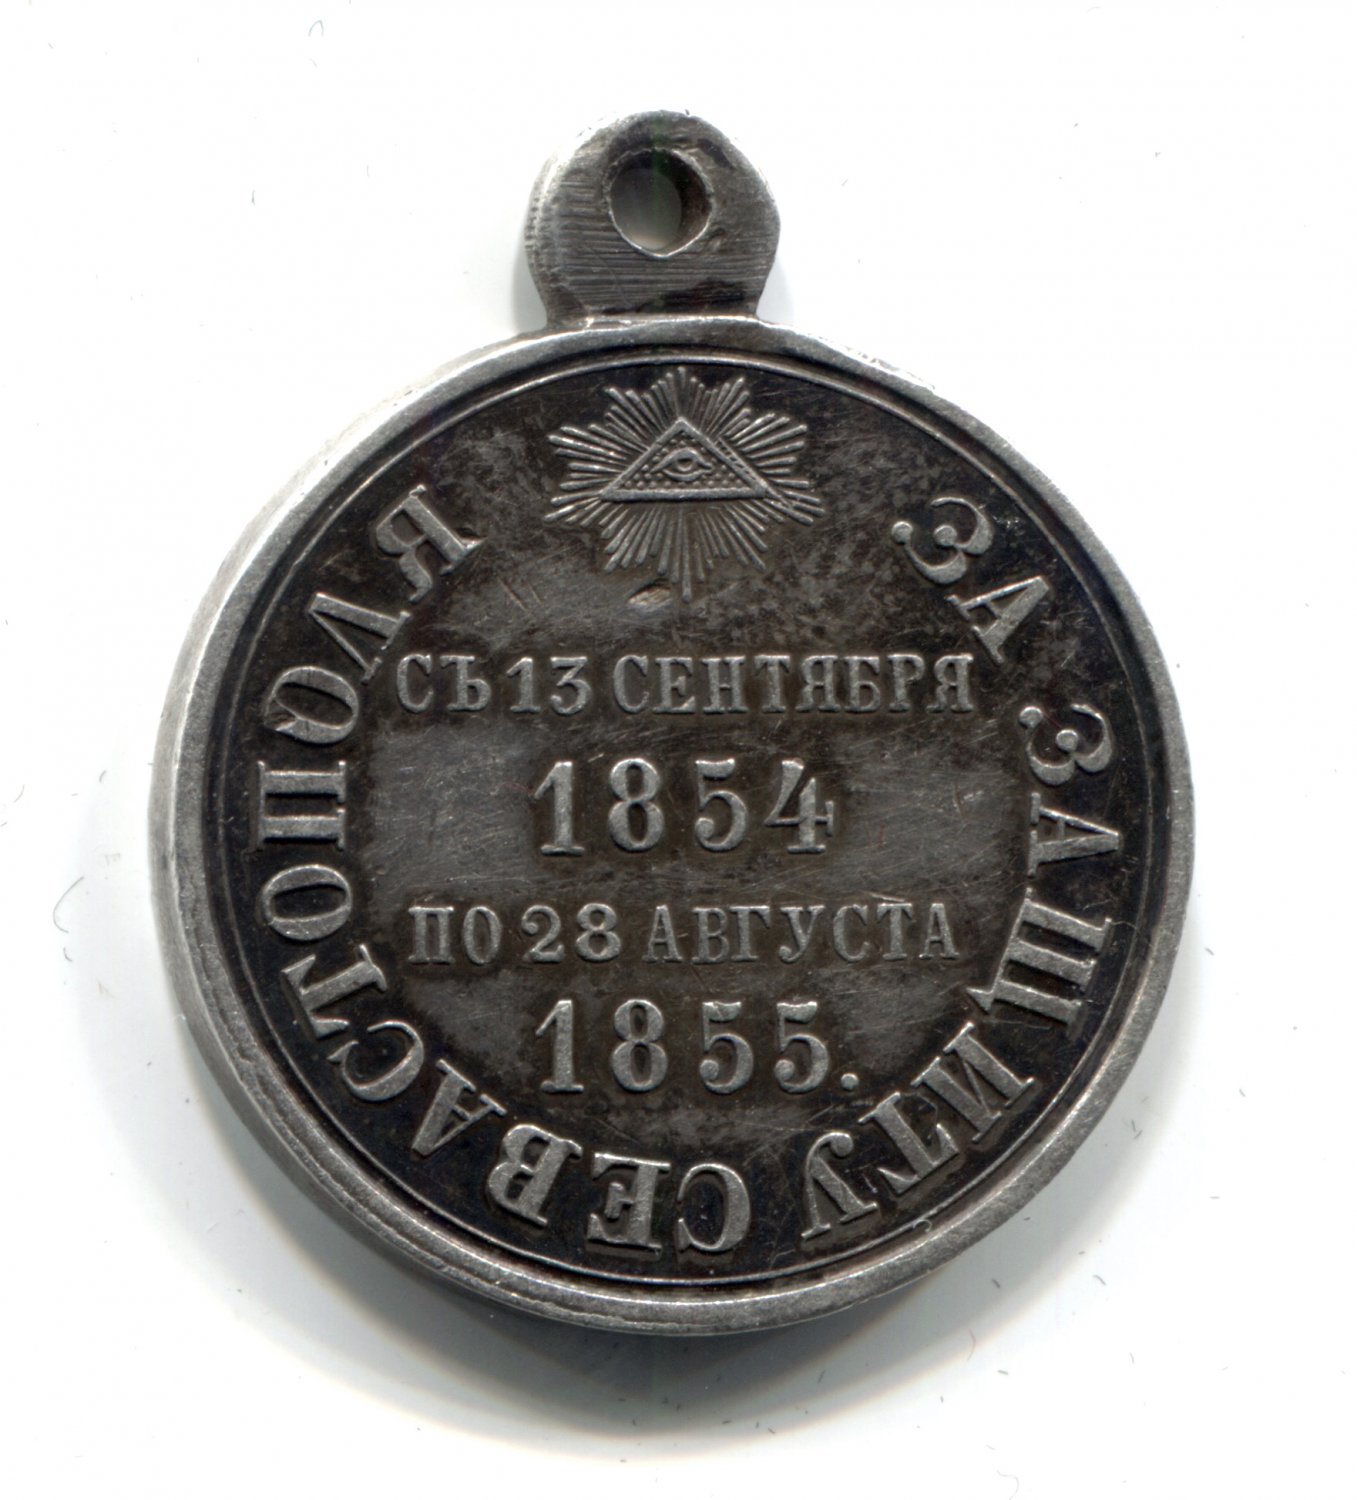 ЗА ЗАЩИТУ СЕВАСТОПОЛЯ
СЪ 13 СЕНТЯБРЯ
1854
ПО 28 АВГУСТА
1855.